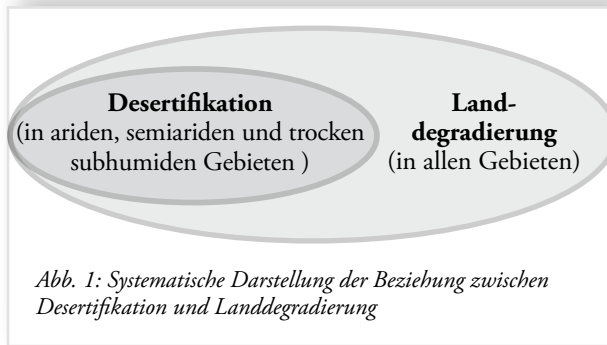 Desertifikation
(in ariden, semiariden und trocken
subhumiden Gebieten )
Land-
degradierung
(in allen Gebieten)
Abb. 1: Systematische Darstellung der Beziehung zwischen
Desertifikation und Landdegradierung